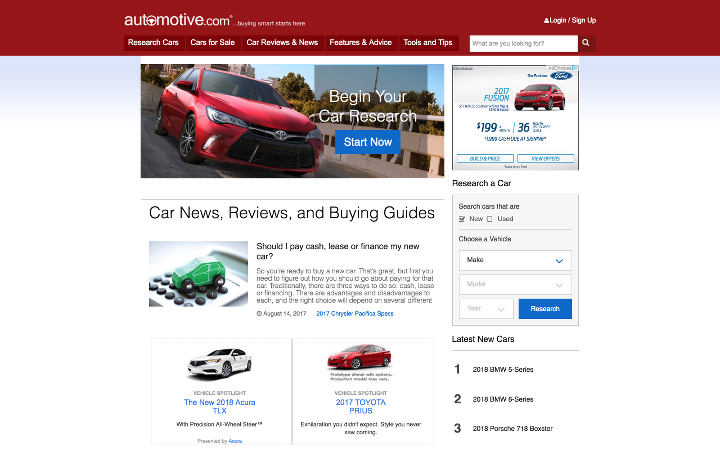 automotive.com
...buying smart starts here
Login / Sign Up
Research Cars
Cars for Sale
Car Reviews & News
Features & Advice
Tools and Tips
What are you looking for?
Begin Your
Car Research
Start Now
AdChoices
Go Further
Ford
2017
FUSION
$199
36
$1,999 CASH DUE AT SIGNING*
BUILD & PRICE
VIEW OFFERS
Research a Car
Search cars that are
New
Used
Choose a Vehicle
Make
Model
Year
Research
Car News, Reviews, and Buying Guides
Should I pay cash, lease or finance my new
car?
So you're ready to buy a new car. That's great, but first you
need to figure out how you should go about paying for that
car. Traditionally, there are three ways to do so: cash, lease
or financing. There are advantages and disadvantages to
each, and the right choice will depend on several different
August 14, 2017
2017 Chrysler Pacifica Specs
Latest New Cars
1 2018 BMW 5-Series
2 2018 BMW 6-Series
3 2018 Porsche 718 Boxster
VEHICLE SPOTLIGHT
The New 2018 Acura
TLX
With Precision All-Wheel Steer™
Presented by Acura
Prototype shown with options.
Production model may vary.
VEHICLE SPOTLIGHT
2017 TOYOTA
PRIUS
Exhilaration you didn't expect. Style you never
saw coming.